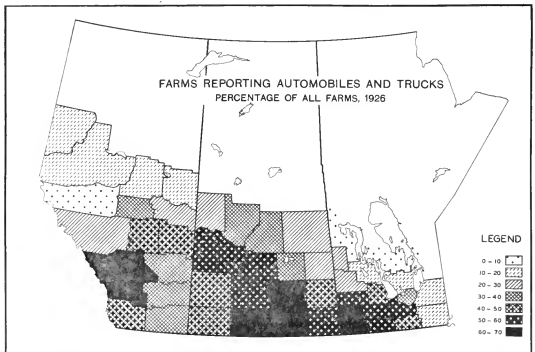 FARMS REPORTING AUTOMOBILES AND TRUCKS
PERCENTAGE OF ALL FARMS, 1926
LEGEND
0 - 10
10 - 20
20 - 30
30 - 40
40 - 50
50 - 60
60 - 70